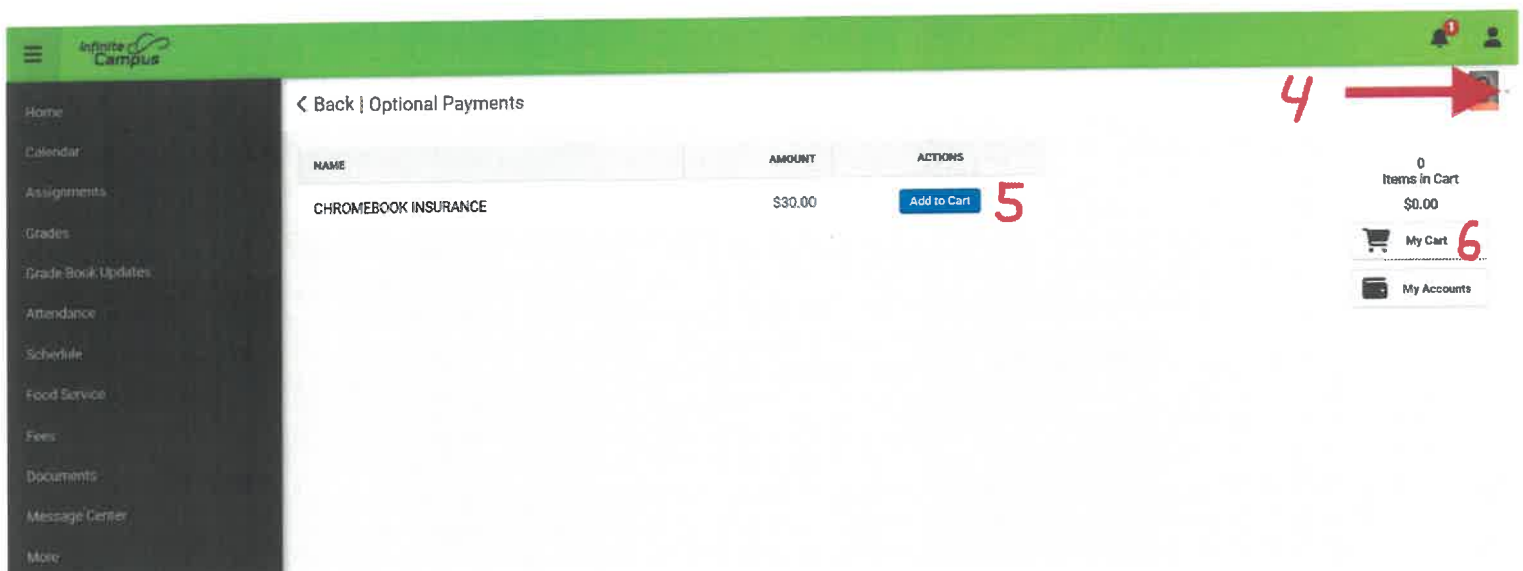 Infinite Campus
1
Home
Calendar
Assignments
Grades
Grade Book Updates
Attendance
Schedule
Food Service
Fees
Documents
Message Center
More
< Back | Optional Payments
4
NAME AMOUNT ACTIONS
CHROMEBOOK INSURANCE $30.00 Add to Cart 5
0
Items in Cart
$0.00
My Cart 6
My Accounts